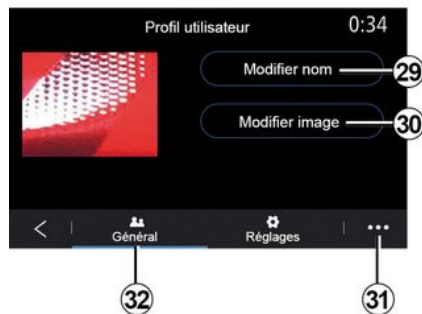 Profil utilisateur 0:34
Modifier nom 29
Modifier image 30
Général Réglages
32 31